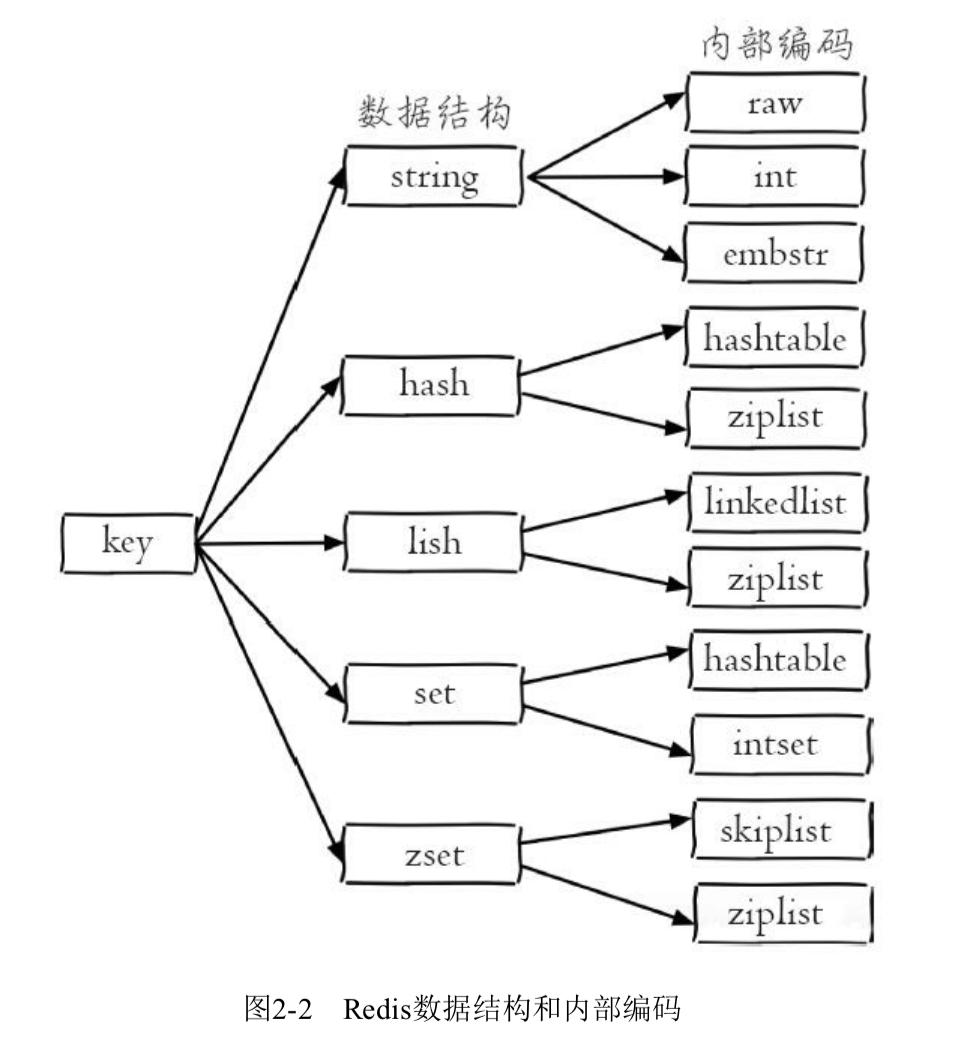 内部编码
数据结构
raw
string
int
embstr
hashtable
hash
ziplist
linkedlist
key
lish
ziplist
hashtable
set
intset
skiplist
zset
ziplist
图2-2 Redis数据结构和内部编码